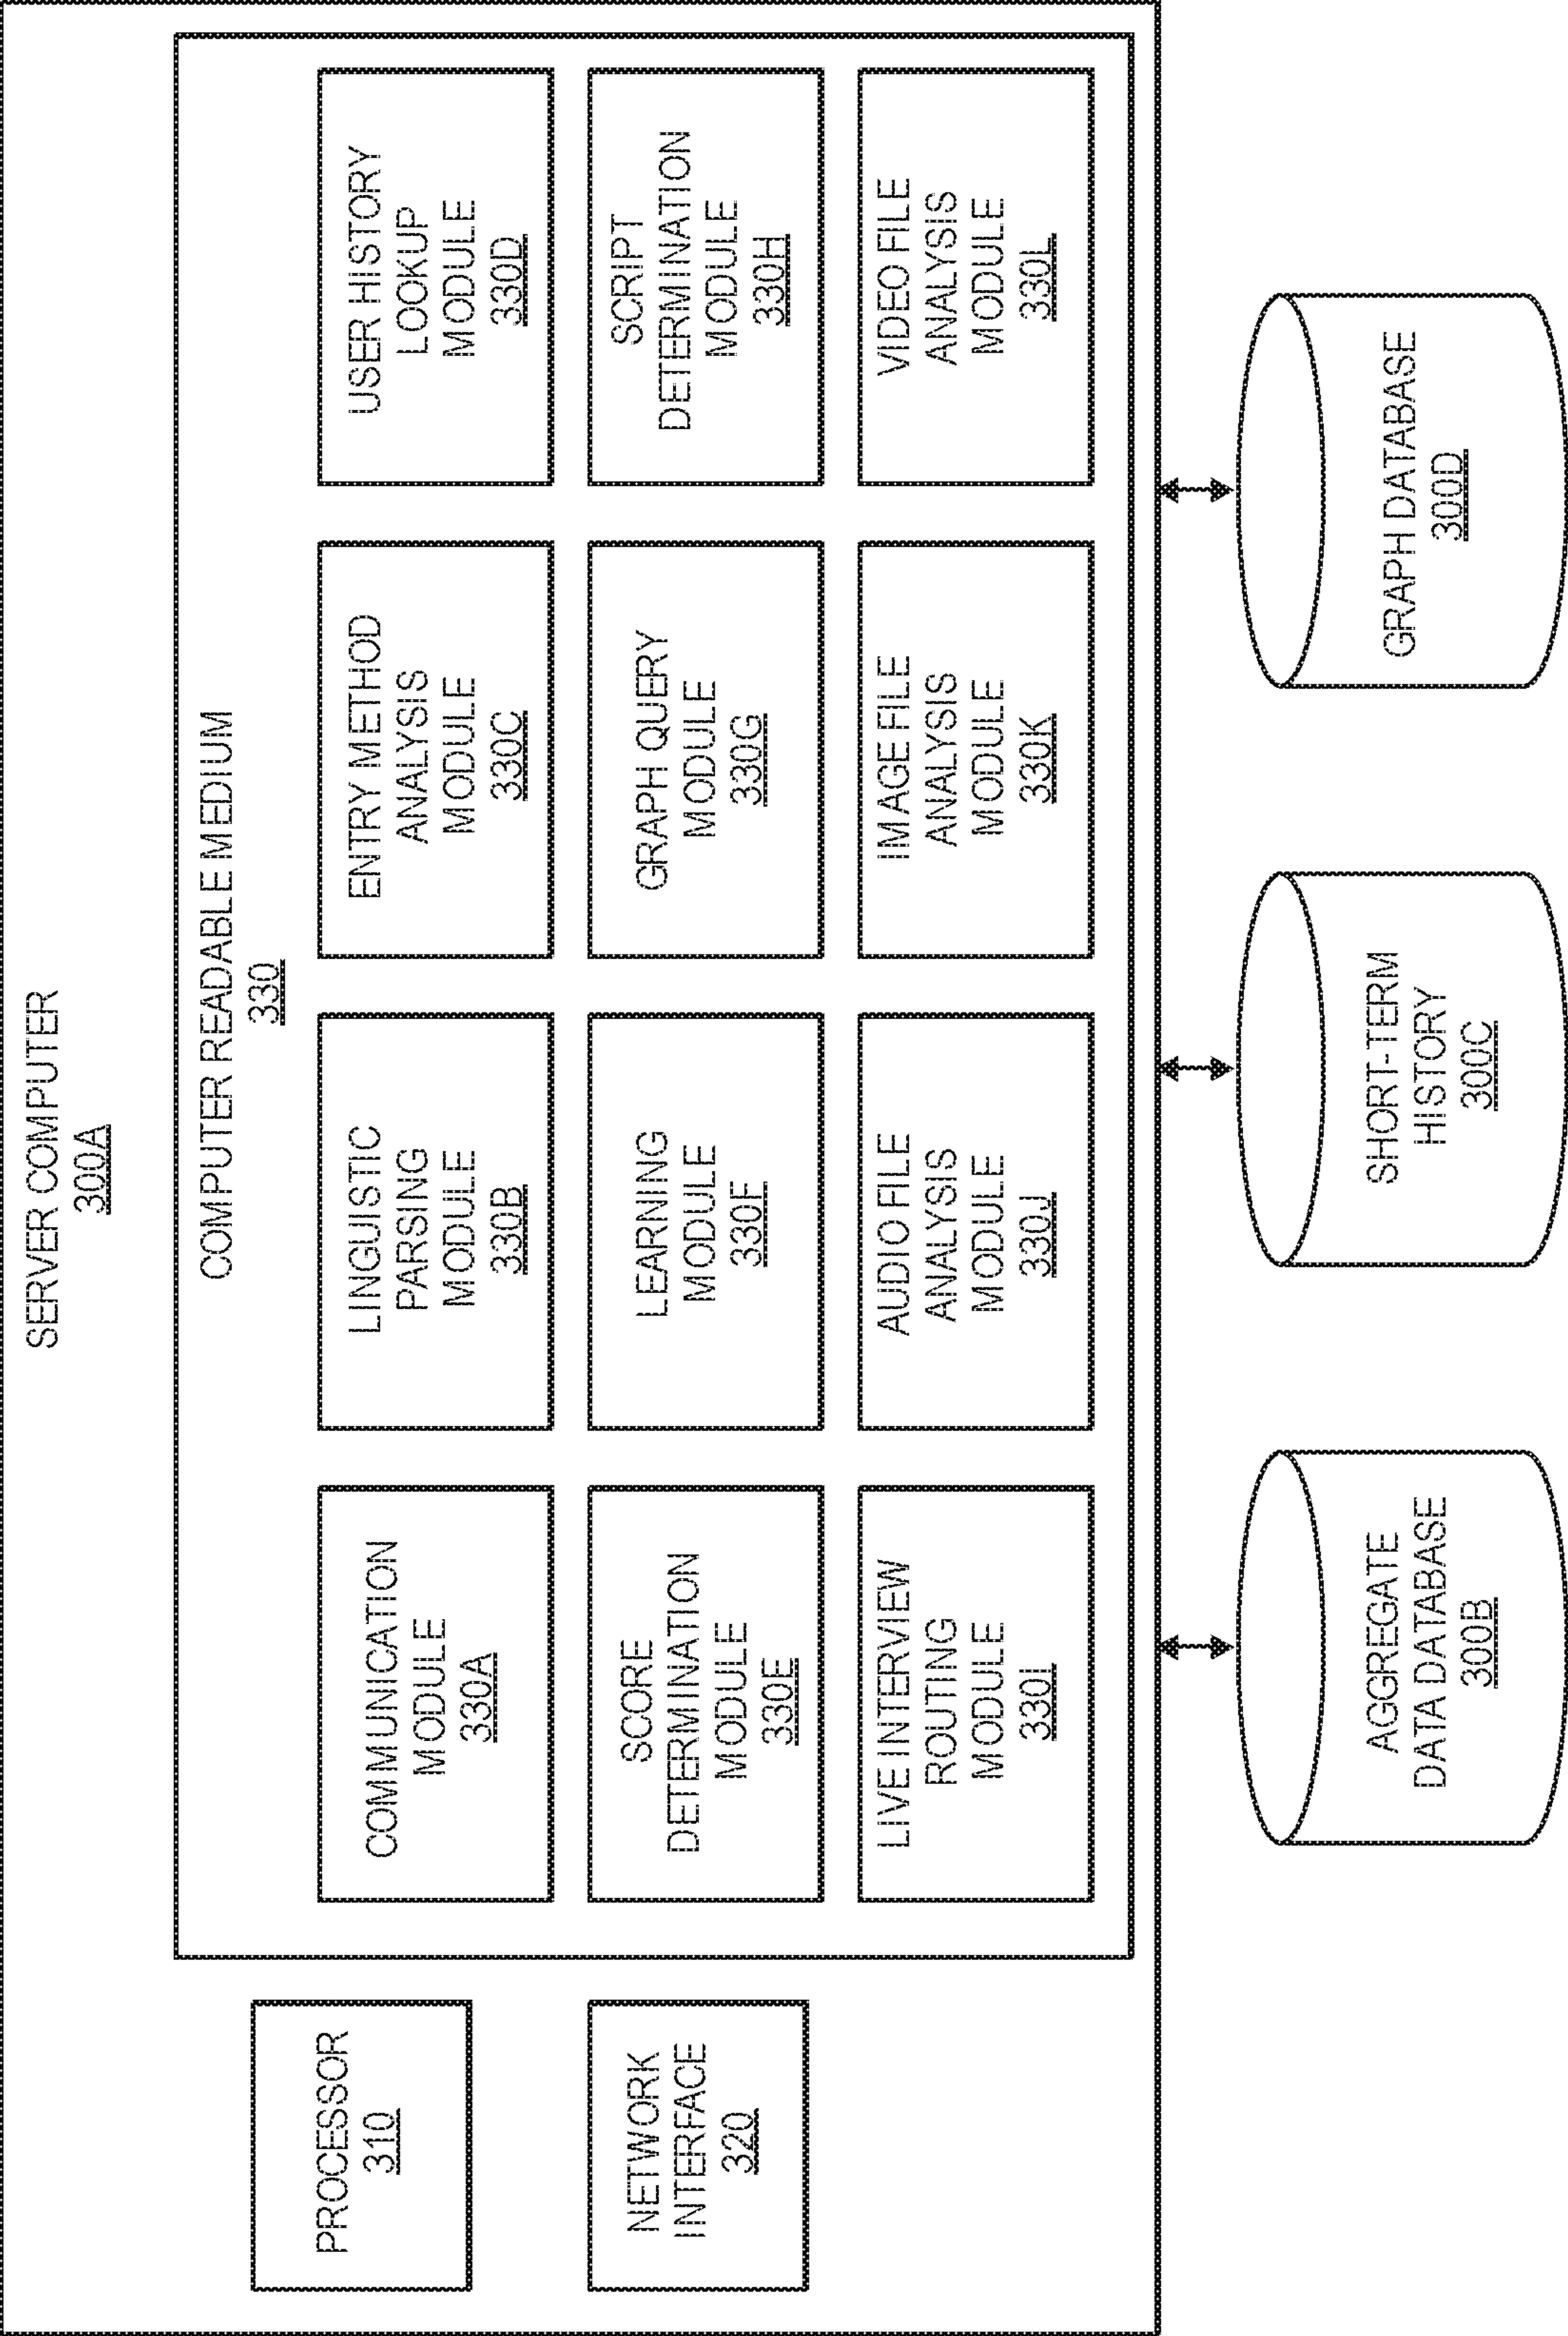 SERVER COMPUTER
300A
PROCESSOR
310
NETWORK
INTERFACE
320
COMPUTER READABLE MEDIUM
330
COMMUNICATION
MODULE
330A
LINGUISTIC
PARSING
MODULE
330B
ENTRY METHOD
ANALYSIS
MODULE
330C
USER HISTORY
LOOKUP
MODULE
330D
SCORE
DETERMINATION
MODULE
330E
LEARNING
MODULE
330F
GRAPH QUERY
MODULE
330G
SCRIPT
DETERMINATION
MODULE
330H
LIVE INTERVIEW
ROUTING
MODULE
330I
AUDIO FILE
ANALYSIS
MODULE
330J
IMAGE FILE
ANALYSIS
MODULE
330K
VIDEO FILE
ANALYSIS
MODULE
330L
AGGREGATE
DATA DATABASE
300B
SHORT-TERM
HISTORY
300C
GRAPH DATABASE
300D